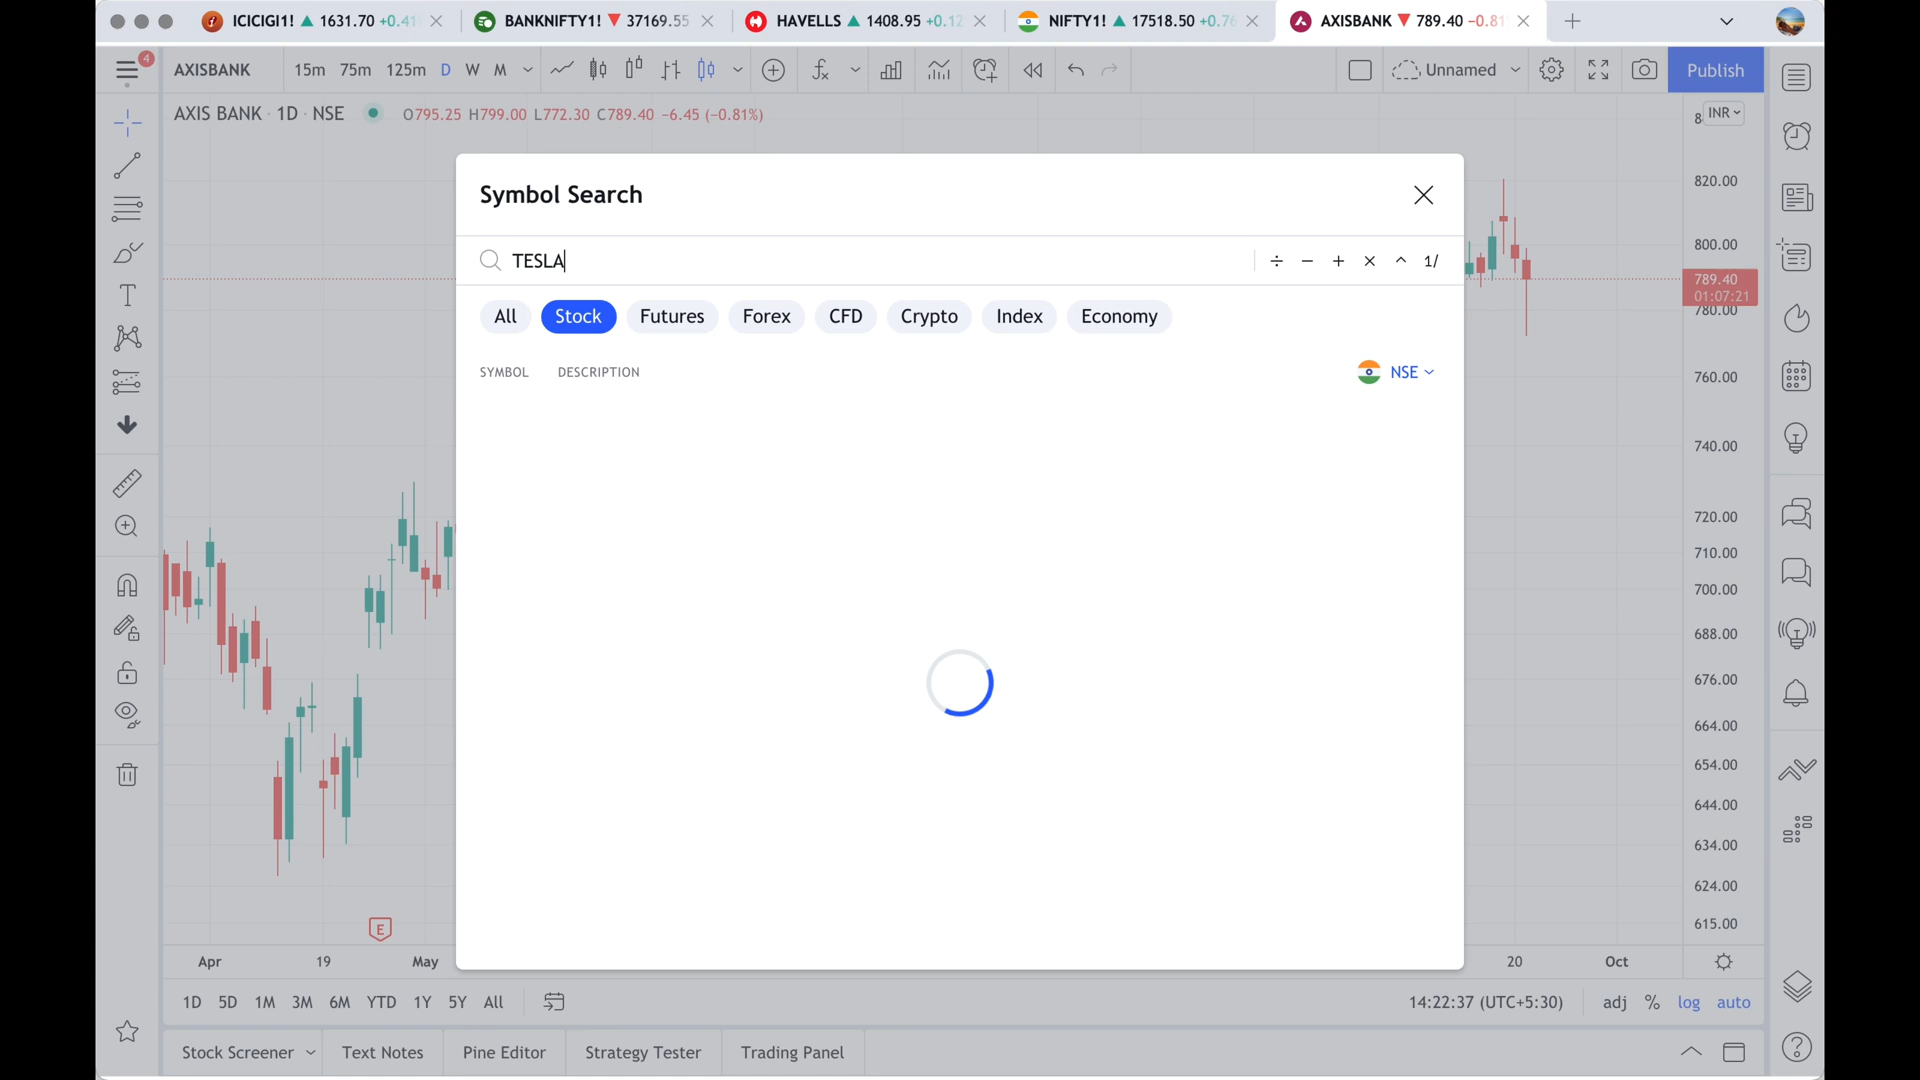 ICICIGI1! ▲ 1631.70 +0.41
BANKNIFTY1! ▼ 37169.55
HAVELLS ▲ 1408.95 +0.12
NIFTY1! ▲ 17518.50 +0.76
AXISBANK ▼ 789.40 −0.81
4
AXISBANK 15m 75m 125m D W M
Unnamed
Publish
AXIS BANK · 1D · NSE
O795.25 H799.00 L772.30 C789.40 −6.45 (−0.81%)
INR
Symbol Search
TESLA
÷ − + × ^ 1/
All Stock Futures Forex CFD Crypto Index Economy
SYMBOL DESCRIPTION
NSE
820.00
800.00
789.40
01:07:21
780.00
760.00
740.00
720.00
710.00
700.00
688.00
676.00
664.00
654.00
644.00
634.00
624.00
615.00
E
Apr 19 May 20 Oct
1D 5D 1M 3M 6M YTD 1Y 5Y All
14:22:37 (UTC+5:30) adj % log auto
Stock Screener Text Notes Pine Editor Strategy Tester Trading Panel